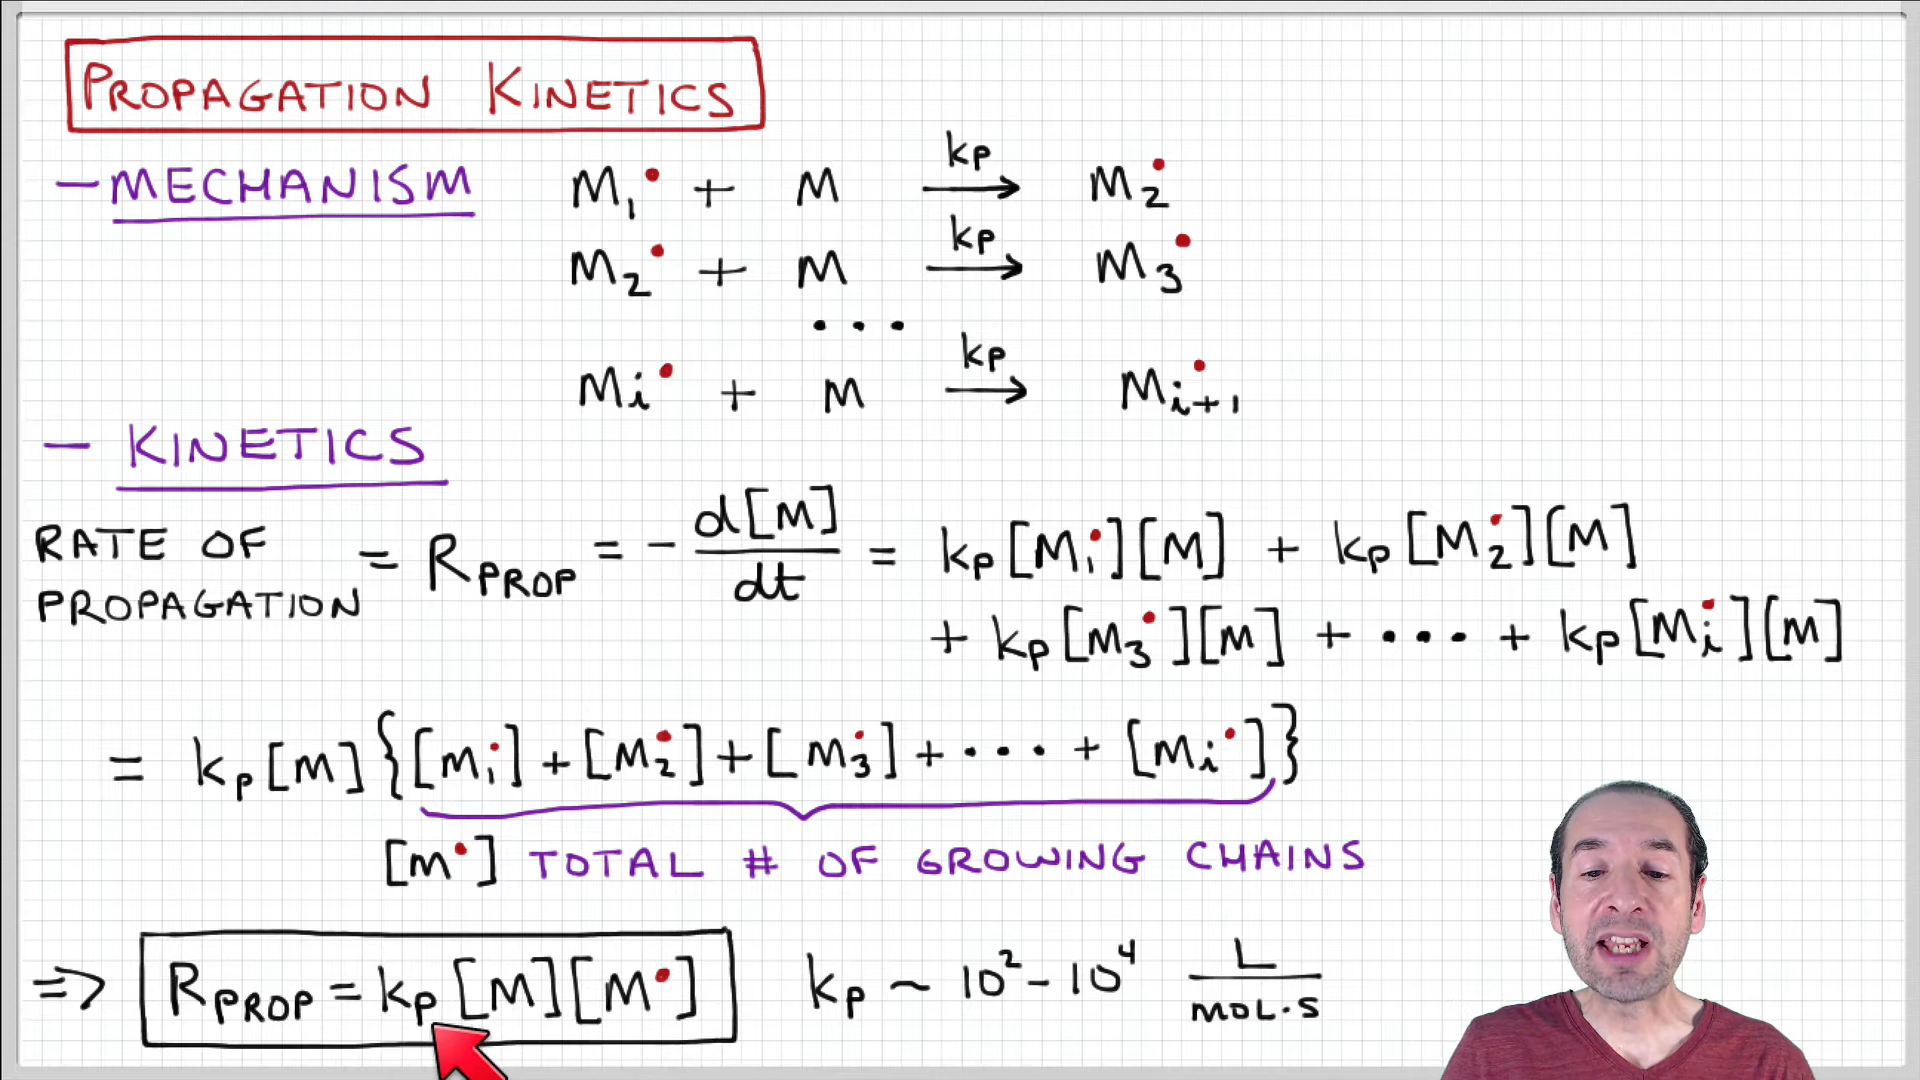 PROPAGATION KINETICS
- MECHANISM M₁• + M →kp M₂•
M₂• + M →kp M₃•
• • •
Mi• + M →kp Mi+1•
- KINETICS
RATE OF PROPAGATION = R_PROP = - d[M]/dt = kp[M₁•][M] + kp[M₂•][M]
+ kp[M₃•][M] + • • • + kp[Mi•][M]
= kp[M]{[M₁•] + [M₂•] + [M₃•] + • • • + [Mi•]}
[M•] TOTAL # OF GROWING CHAINS
=> R_PROP = kp[M][M•] kp ~ 10² - 10⁴ L/MOL·S